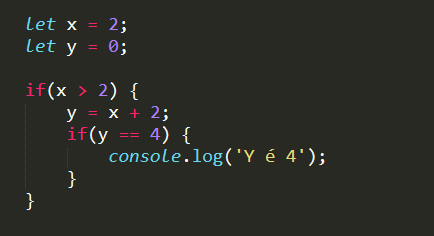 let x = 2;
let y = 0;
if(x > 2) {
y = x + 2;
if(y == 4) {
console.log('Y é 4');
}
}